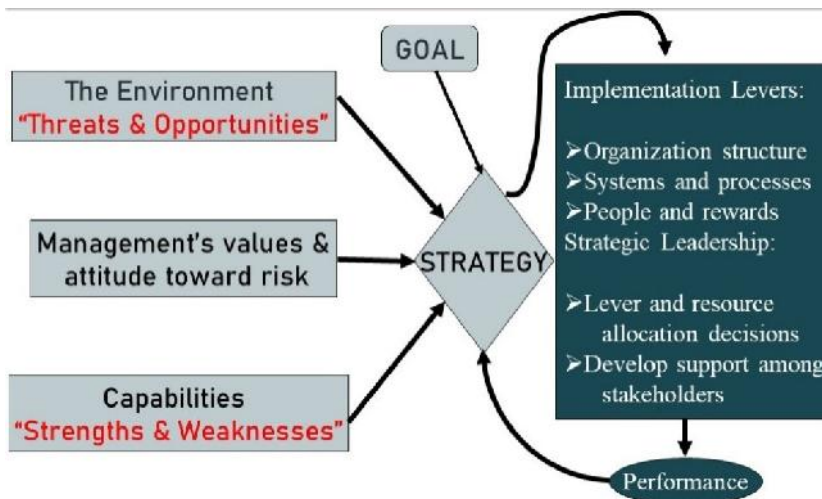 GOAL
The Environment
“Threats & Opportunities”
Management's values &
attitude toward risk
Capabilities
“Strengths & Weaknesses”
STRATEGY
Implementation Levers:
➢Organization structure
➢Systems and processes
➢People and rewards
Strategic Leadership:
➢Lever and resource
allocation decisions
➢Develop support among
stakeholders
Performance